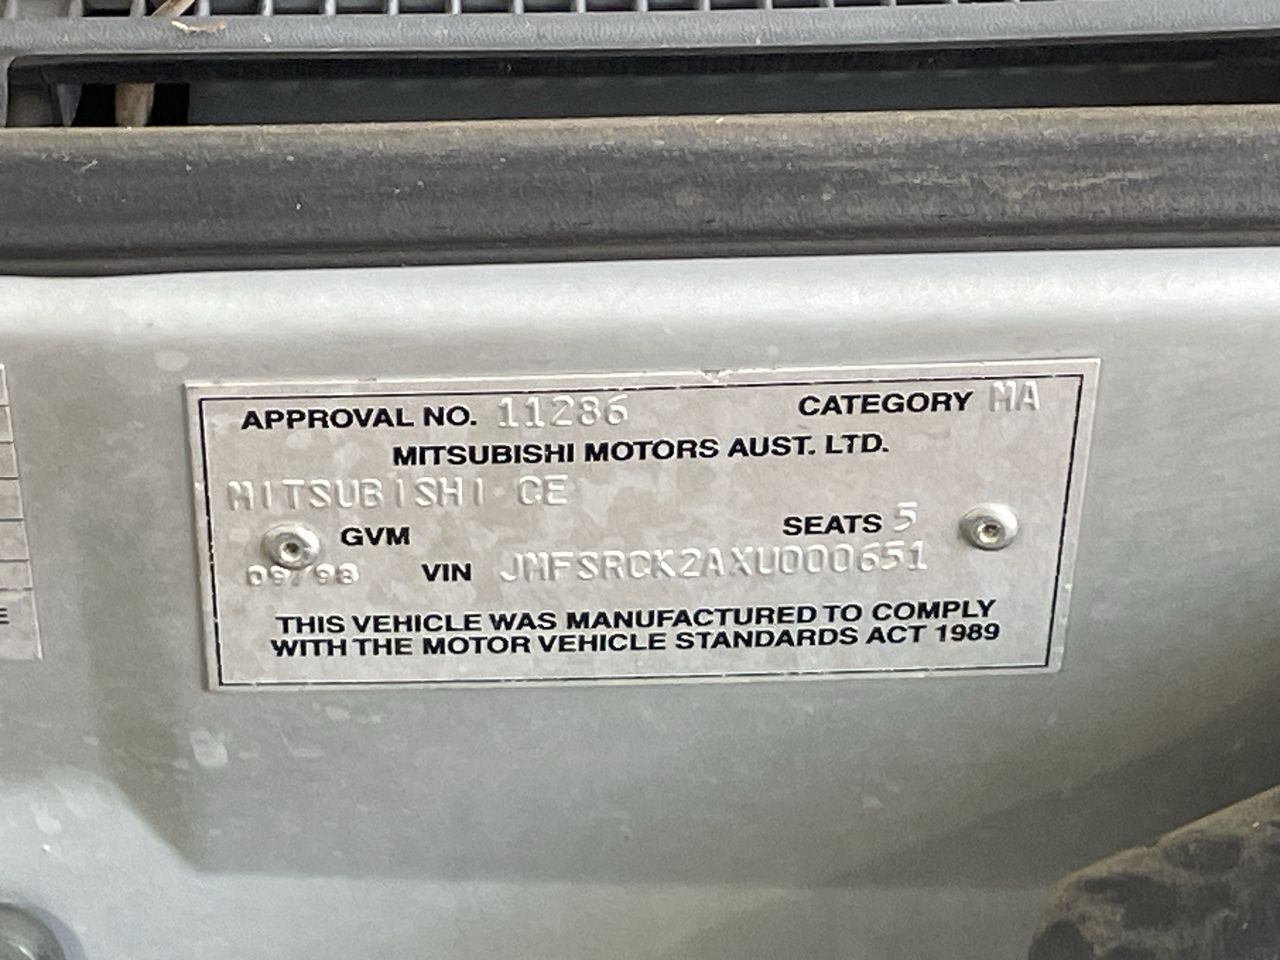 APPROVAL NO. 11286 CATEGORY MA
MITSUBISHI MOTORS AUST. LTD.
MITSUBISHI CE
GVM SEATS 5
09/98 VIN JMFSRCK2AXU000651
THIS VEHICLE WAS MANUFACTURED TO COMPLY
WITH THE MOTOR VEHICLE STANDARDS ACT 1989
E